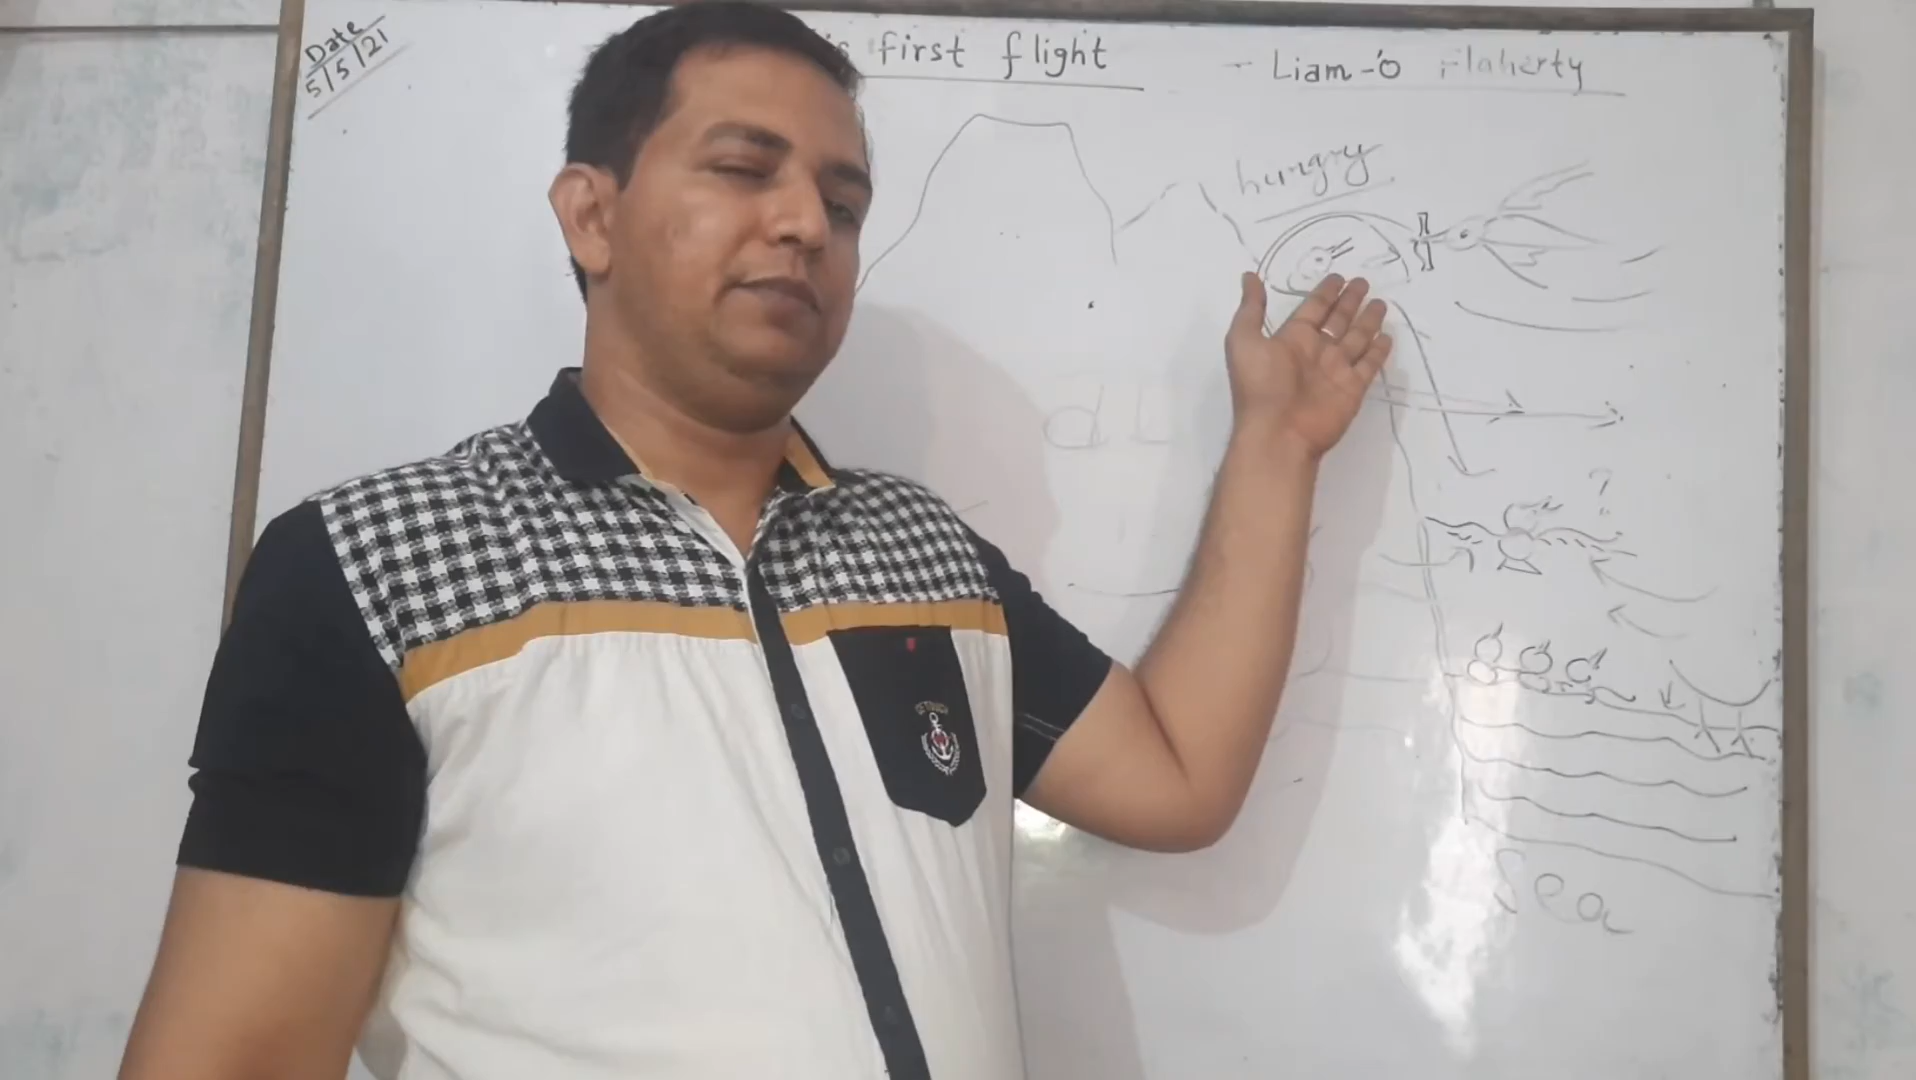 Date
5/5/21
first flight - Liam-O' Flaherty
hungry
?
Sea